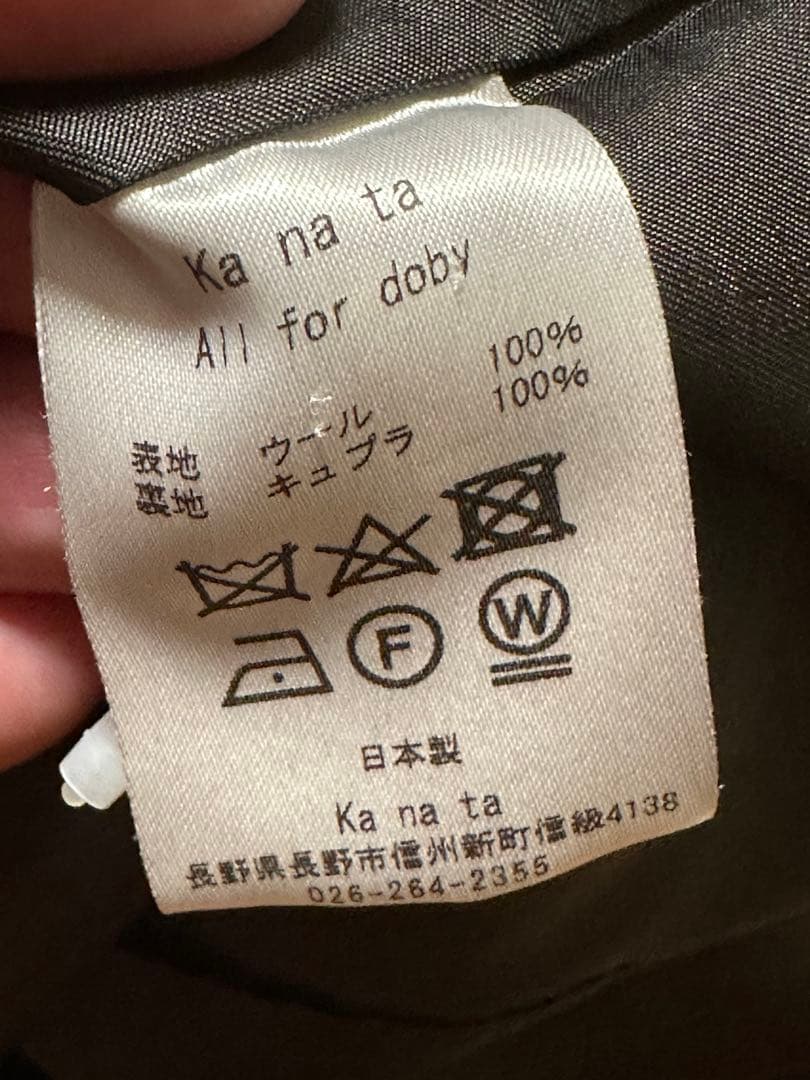 Ka na ta
All for doby
表地 ウール 100%
裏地 キュプラ 100%
F W
日本製
Ka na ta
長野県長野市信州新町信級4138
026-264-2355